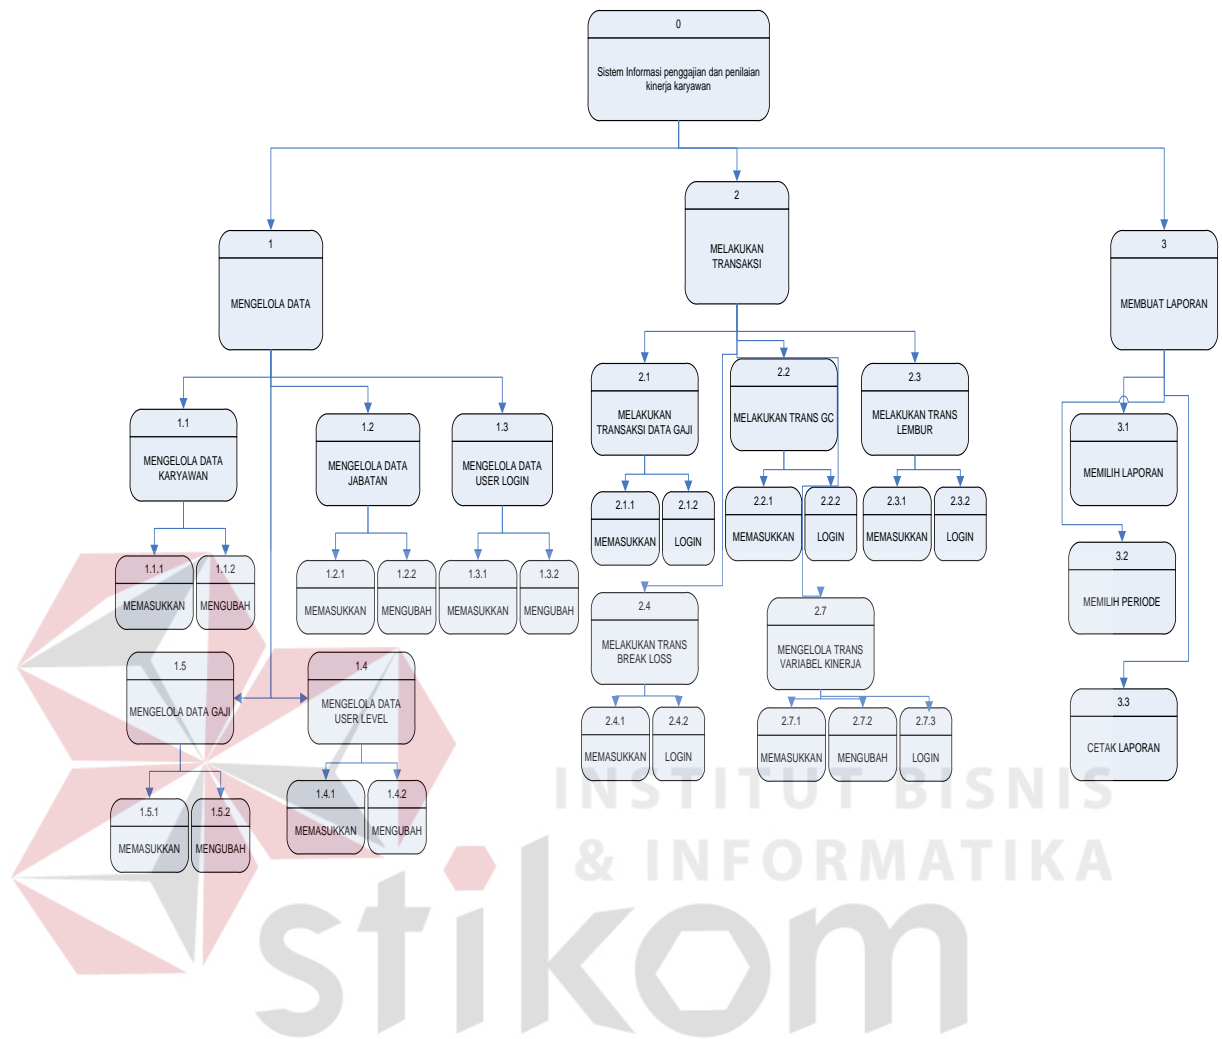 0
Sistem Informasi penggajian dan penilaian
kinerja karyawan
1
MENGELOLA DATA
2
MELAKUKAN
TRANSAKSI
3
MEMBUAT LAPORAN
1.1
MENGELOLA DATA
KARYAWAN
1.2
MENGELOLA DATA
JABATAN
1.3
MENGELOLA DATA
USER LOGIN
2.1
MELAKUKAN
TRANSAKSI DATA GAJI
2.2
MELAKUKAN TRANS GC
2.3
MELAKUKAN TRANS
LEMBUR
3.1
MEMILIH LAPORAN
2.1.1
MEMASUKKAN
2.1.2
LOGIN
2.2.1
MEMASUKKAN
2.2.2
LOGIN
2.3.1
MEMASUKKAN
2.3.2
LOGIN
1.1.1
MEMASUKKAN
1.1.2
MENGUBAH
1.2.1
MEMASUKKAN
1.2.2
MENGUBAH
1.3.1
MEMASUKKAN
1.3.2
MENGUBAH
3.2
MEMILIH PERIODE
2.4
MELAKUKAN TRANS
BREAK LOSS
2.7
MENGELOLA TRANS
VARIABEL KINERJA
1.5
MENGELOLA DATA GAJI
1.4
MENGELOLA DATA
USER LEVEL
2.4.1
MEMASUKKAN
2.4.2
LOGIN
2.7.1
MEMASUKKAN
2.7.2
MENGUBAH
2.7.3
LOGIN
3.3
CETAK LAPORAN
1.5.1
MEMASUKKAN
1.5.2
MENGUBAH
1.4.1
MEMASUKKAN
1.4.2
MENGUBAH
INSTITUT BISNIS
& INFORMATIKA
stikom